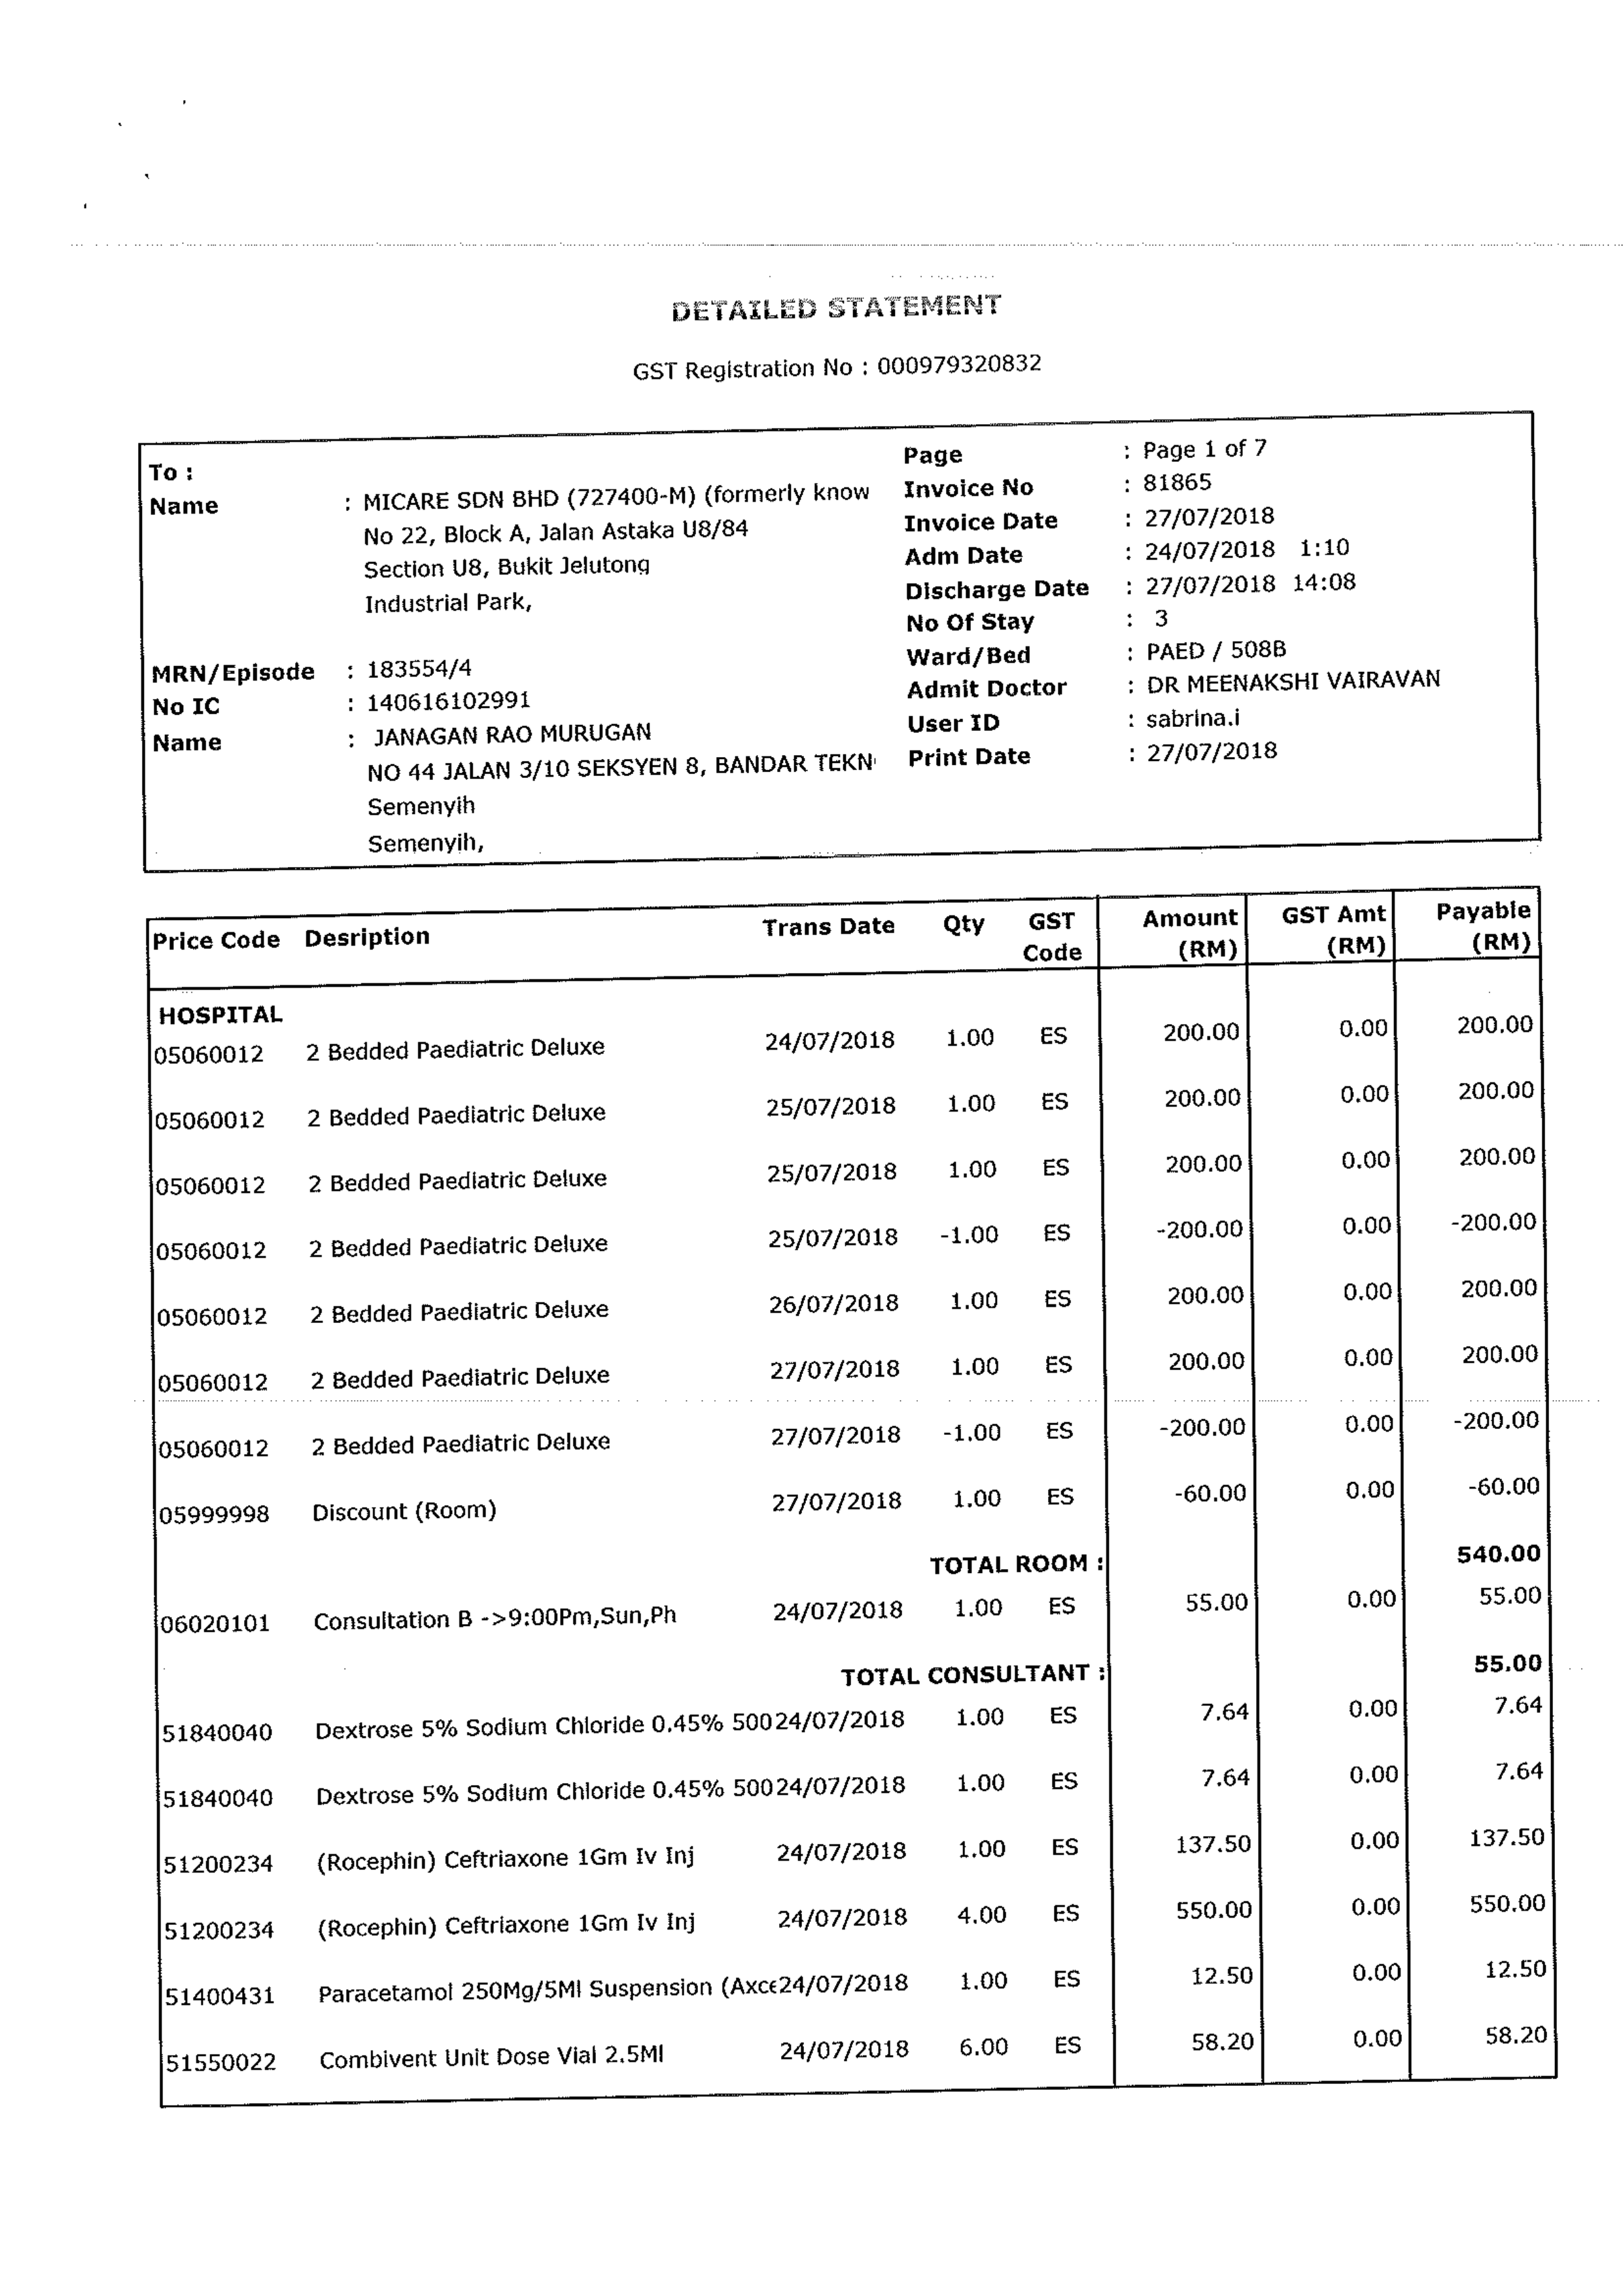 DETAILED STATEMENT
GST Registration No : 000979320832
To :
Name : MICARE SDN BHD (727400-M) (formerly know
No 22, Block A, Jalan Astaka U8/84
Section U8, Bukit Jelutong
Industrial Park,
MRN/Episode : 183554/4
No IC : 140616102991
Name : JANAGAN RAO MURUGAN
NO 44 JALAN 3/10 SEKSYEN 8, BANDAR TEKN
Semenyih
Semenyih,
Page : Page 1 of 7
Invoice No : 81865
Invoice Date : 27/07/2018
Adm Date : 24/07/2018 1:10
Discharge Date : 27/07/2018 14:08
No Of Stay : 3
Ward/Bed : PAED / 508B
Admit Doctor : DR MEENAKSHI VAIRAVAN
User ID : sabrina.i
Print Date : 27/07/2018
Price Code Desription Trans Date Qty GST Code Amount (RM) GST Amt (RM) Payable (RM)
HOSPITAL
05060012 2 Bedded Paediatric Deluxe 24/07/2018 1.00 ES 200.00 0.00 200.00
05060012 2 Bedded Paediatric Deluxe 25/07/2018 1.00 ES 200.00 0.00 200.00
05060012 2 Bedded Paediatric Deluxe 25/07/2018 1.00 ES 200.00 0.00 200.00
05060012 2 Bedded Paediatric Deluxe 25/07/2018 -1.00 ES -200.00 0.00 -200.00
05060012 2 Bedded Paediatric Deluxe 26/07/2018 1.00 ES 200.00 0.00 200.00
05060012 2 Bedded Paediatric Deluxe 27/07/2018 1.00 ES 200.00 0.00 200.00
05060012 2 Bedded Paediatric Deluxe 27/07/2018 -1.00 ES -200.00 0.00 -200.00
05999998 Discount (Room) 27/07/2018 1.00 ES -60.00 0.00 -60.00
TOTAL ROOM : 540.00
06020101 Consultation B ->9:00Pm,Sun,Ph 24/07/2018 1.00 ES 55.00 0.00 55.00
TOTAL CONSULTANT : 55.00
51840040 Dextrose 5% Sodium Chloride 0.45% 500 24/07/2018 1.00 ES 7.64 0.00 7.64
51840040 Dextrose 5% Sodium Chloride 0.45% 500 24/07/2018 1.00 ES 7.64 0.00 7.64
51200234 (Rocephin) Ceftriaxone 1Gm Iv Inj 24/07/2018 1.00 ES 137.50 0.00 137.50
51200234 (Rocephin) Ceftriaxone 1Gm Iv Inj 24/07/2018 4.00 ES 550.00 0.00 550.00
51400431 Paracetamol 250Mg/5Ml Suspension (Axce 24/07/2018 1.00 ES 12.50 0.00 12.50
51550022 Combivent Unit Dose Vial 2.5Ml 24/07/2018 6.00 ES 58.20 0.00 58.20